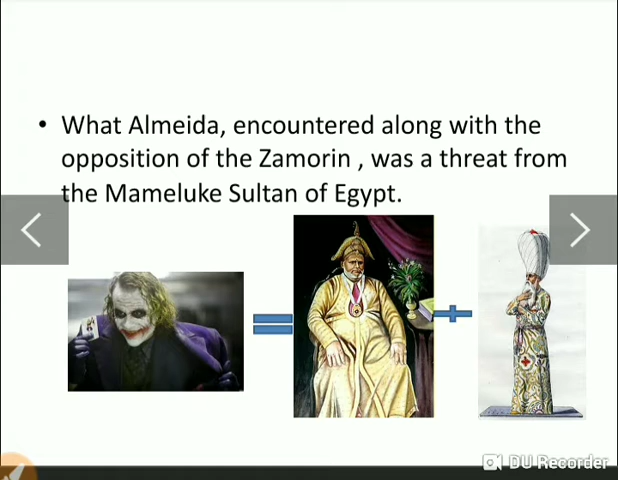 • What Almeida, encountered along with the
opposition of the Zamorin , was a threat from
the Mameluke Sultan of Egypt.
DU Recorder